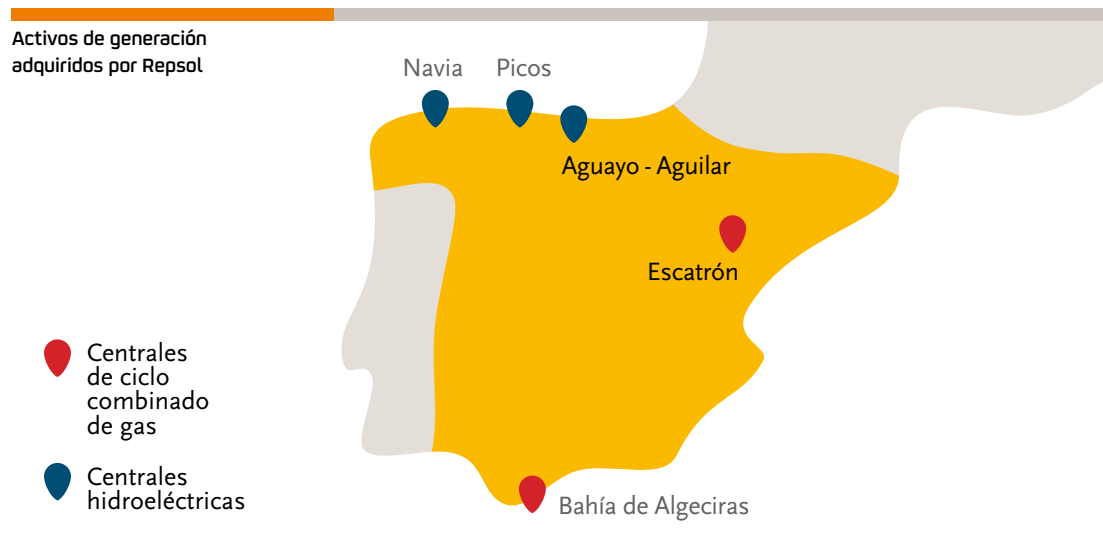 Activos de generación
adquiridos por Repsol
Navia
Picos
Aguayo - Aguilar
Escatrón
Centrales
de ciclo
combinado
de gas
Centrales
hidroeléctricas
Bahía de Algeciras